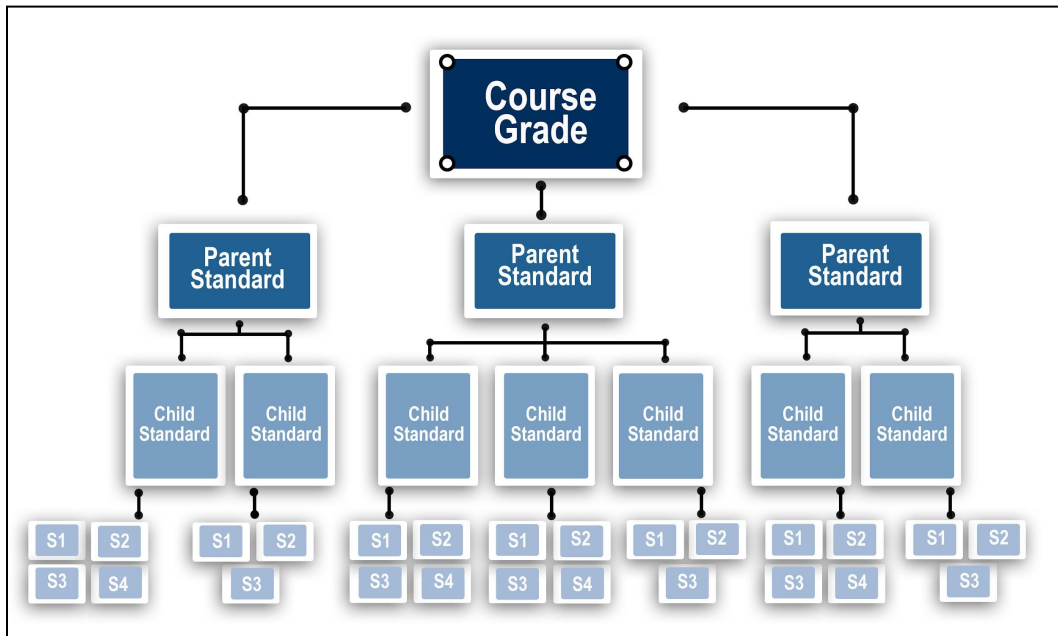 Course
Grade
Parent
Standard
Parent
Standard
Parent
Standard
Child
Standard
Child
Standard
Child
Standard
Child
Standard
Child
Standard
Child
Standard
Child
Standard
S1 S2
S3 S4
S1 S2
S3
S1 S2
S3 S4
S1 S2
S3 S4
S1 S2
S3
S1 S2
S3 S4
S1 S2
S3